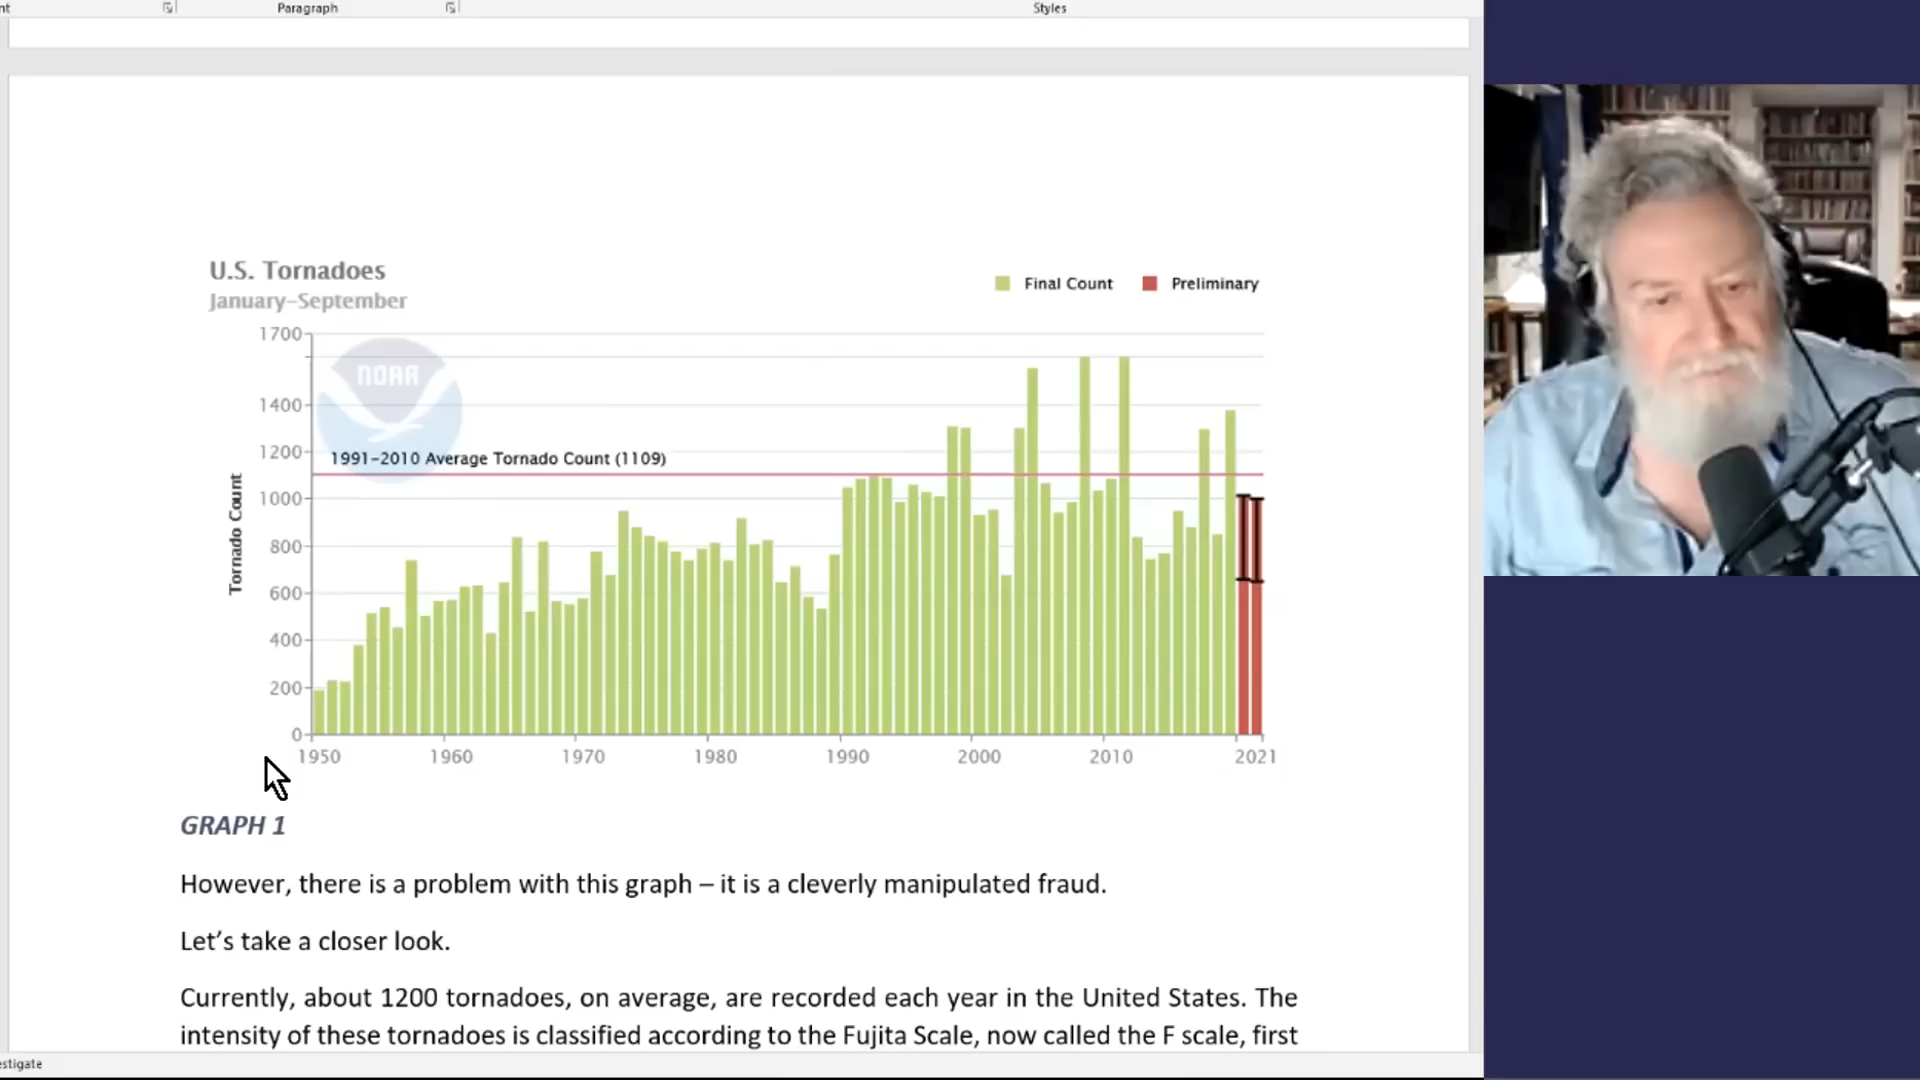 nt
Paragraph
Styles
U.S. Tornadoes
January–September
Final Count
Preliminary
1700
NOAA
1400
1991–2010 Average Tornado Count (1109)
1200
1000
800
600
400
200
0
Tornado Count
1950
1960
1970
1980
1990
2000
2010
2021
GRAPH 1
However, there is a problem with this graph – it is a cleverly manipulated fraud.
Let’s take a closer look.
Currently, about 1200 tornadoes, on average, are recorded each year in the United States. The
intensity of these tornadoes is classified according to the Fujita Scale, now called the F scale, first
estigate